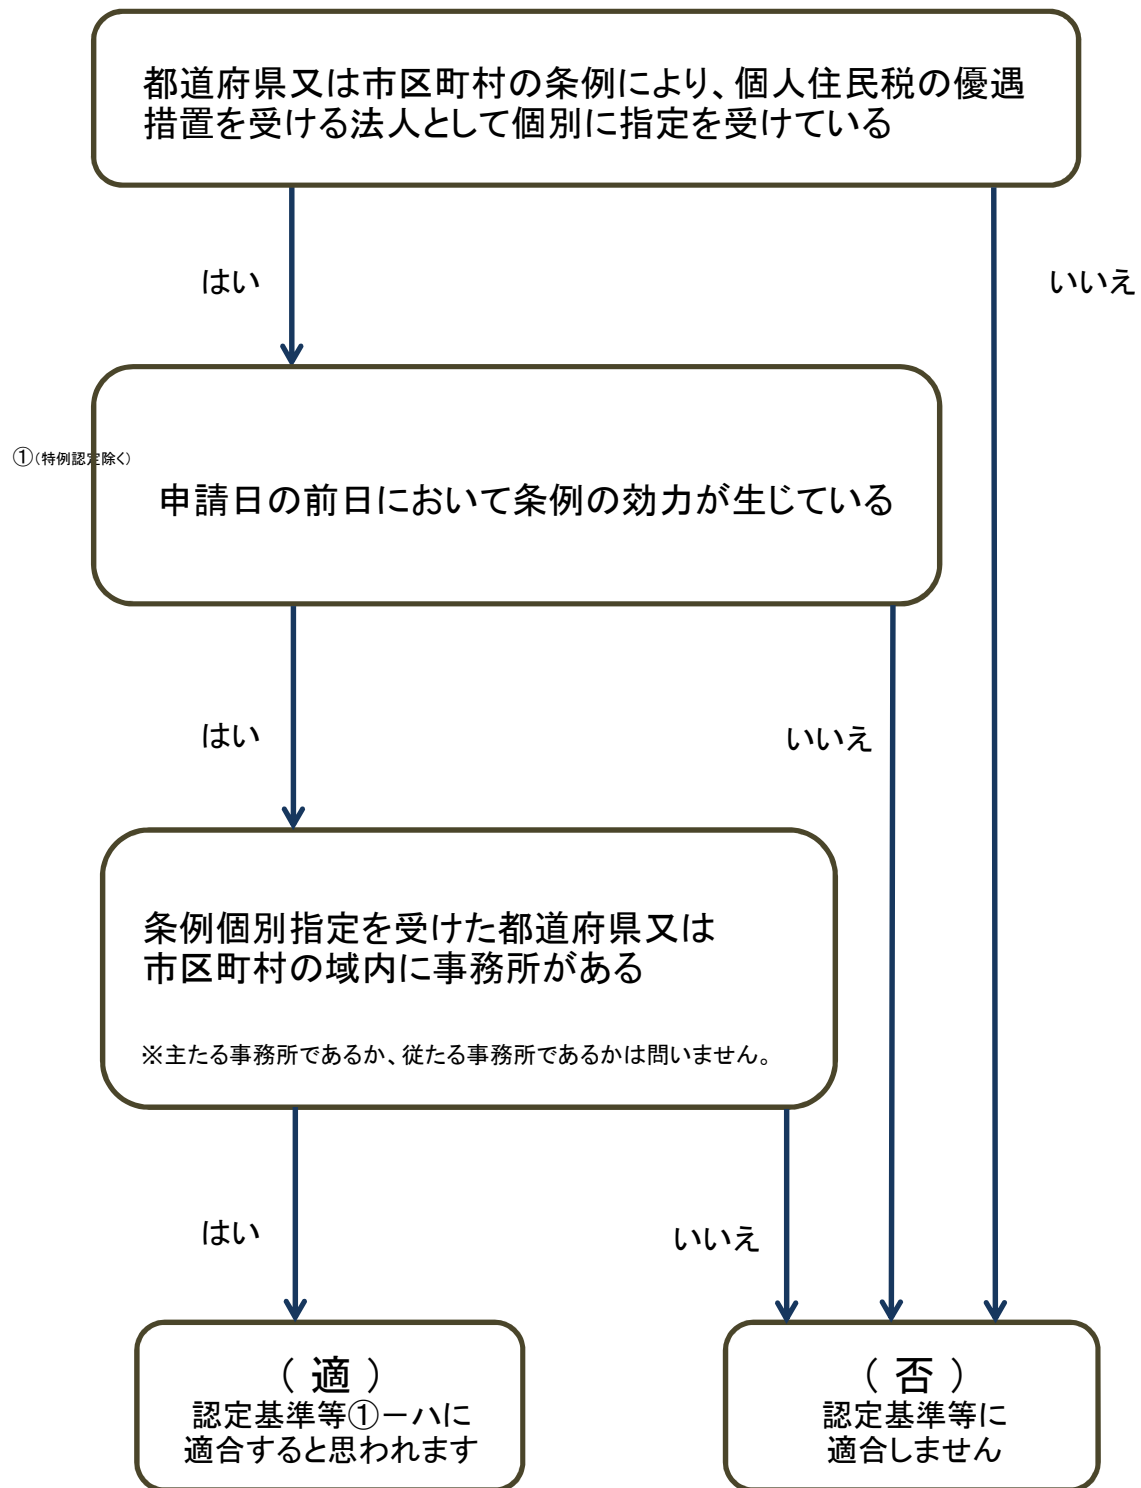 都道府県又は市区町村の条例により、個人住民税の優遇
措置を受ける法人として個別に指定を受けている
はい
いいえ
①(特例認定除く)
申請日の前日において条例の効力が生じている
はい
いいえ
条例個別指定を受けた都道府県又は
市区町村の域内に事務所がある
※主たる事務所であるか、従たる事務所であるかは問いません。
はい
いいえ
( 適 )
認定基準等①－ハに
適合すると思われます
( 否 )
認定基準等に
適合しません